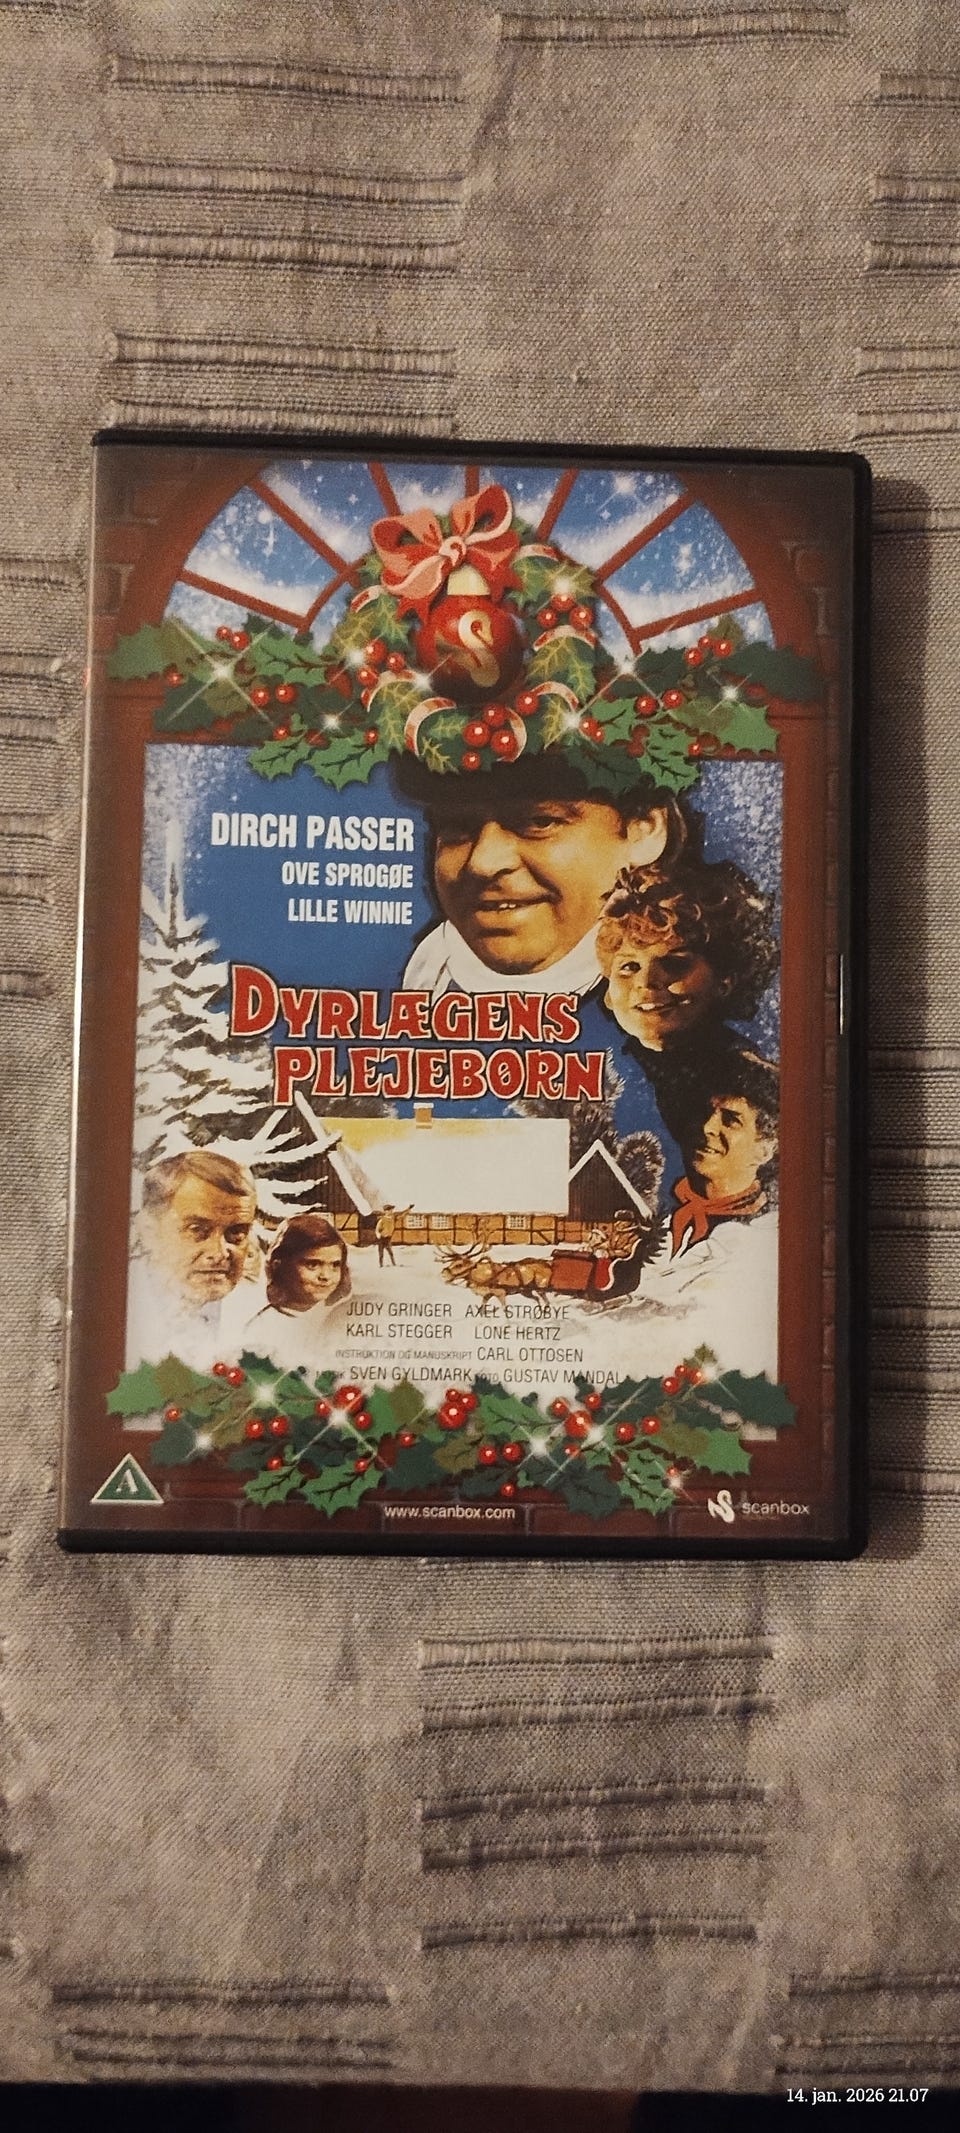 S
DIRCH PASSER
OVE SPROGØE
LILLE WINNIE
DYRLÆGENS
PLEJEBØRN
JUDY GRINGER AXEL STRØBYE
KARL STEGGER LONE HERTZ
INSTRUKTION OG MANUSKRIPT CARL OTTOSEN
SVEN GYLDMARK FOTO GUSTAV MANDAL
A
www.scanbox.com
scanbox
14. jan. 2026 21.07